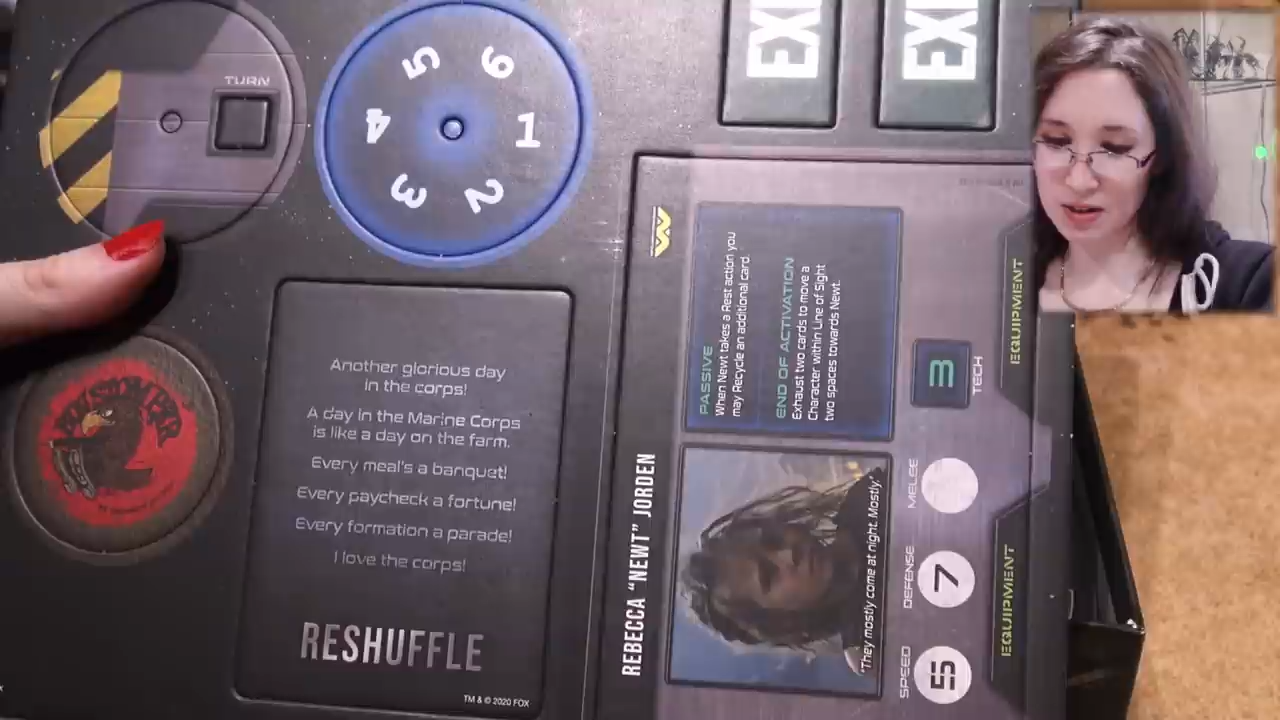 TURN
5
6
4
1
3
2
EXI
EXI
Another glorious day
in the corps!
A day in the Marine Corps
is like a day on the farm.
Every meal's a banquet!
Every paycheck a fortune!
Every formation a parade!
I love the corps!
RESHUFFLE
TM & © 2020 FOX
REBECCA "NEWT" JORDEN
PASSIVE
When Newt takes a Rest action you
may Recycle an additional card.
END OF ACTIVATION
Exhaust two cards to move a
Character within Line of Sight
two spaces towards Newt.
"They mostly come at night. Mostly."
SPEED
5
DEFENSE
7
MELEE
3
TECH
EQUIPMENT
EQUIPMENT